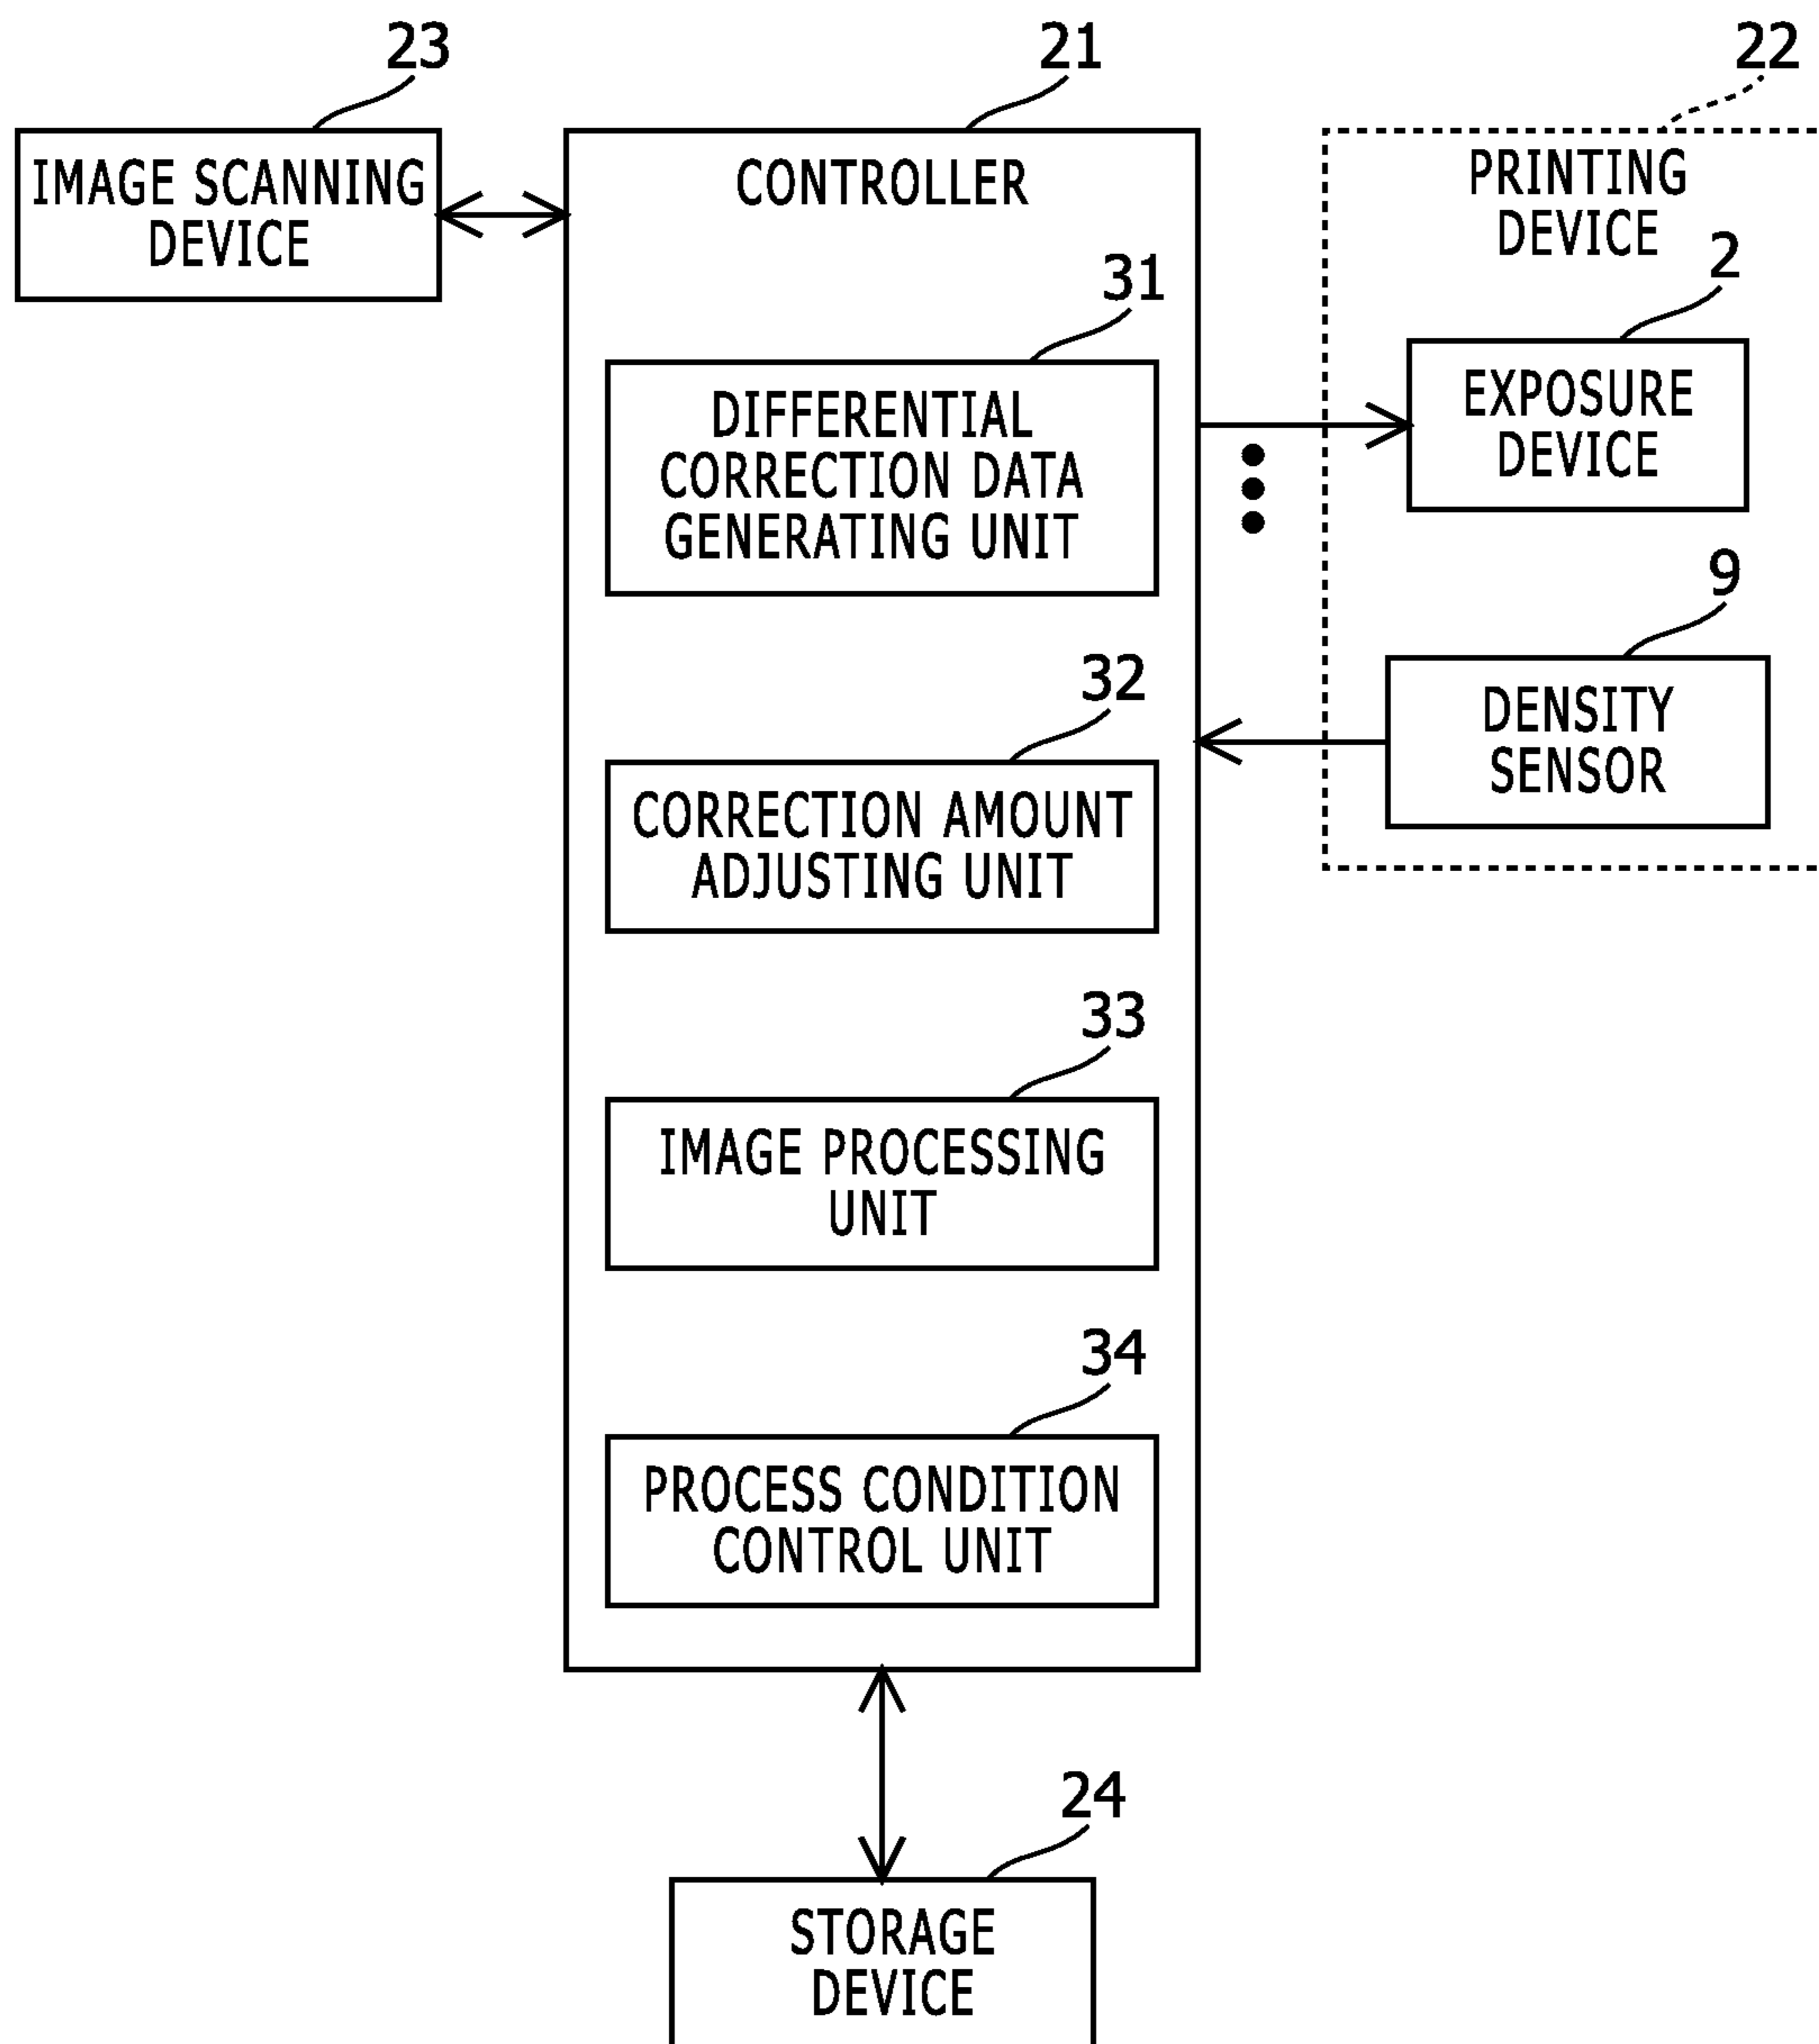 23
21
22
IMAGE SCANNING
DEVICE
CONTROLLER
PRINTING
DEVICE
31
DIFFERENTIAL
CORRECTION DATA
GENERATING UNIT
2
EXPOSURE
DEVICE
9
DENSITY
SENSOR
32
CORRECTION AMOUNT
ADJUSTING UNIT
33
IMAGE PROCESSING
UNIT
34
PROCESS CONDITION
CONTROL UNIT
24
STORAGE
DEVICE